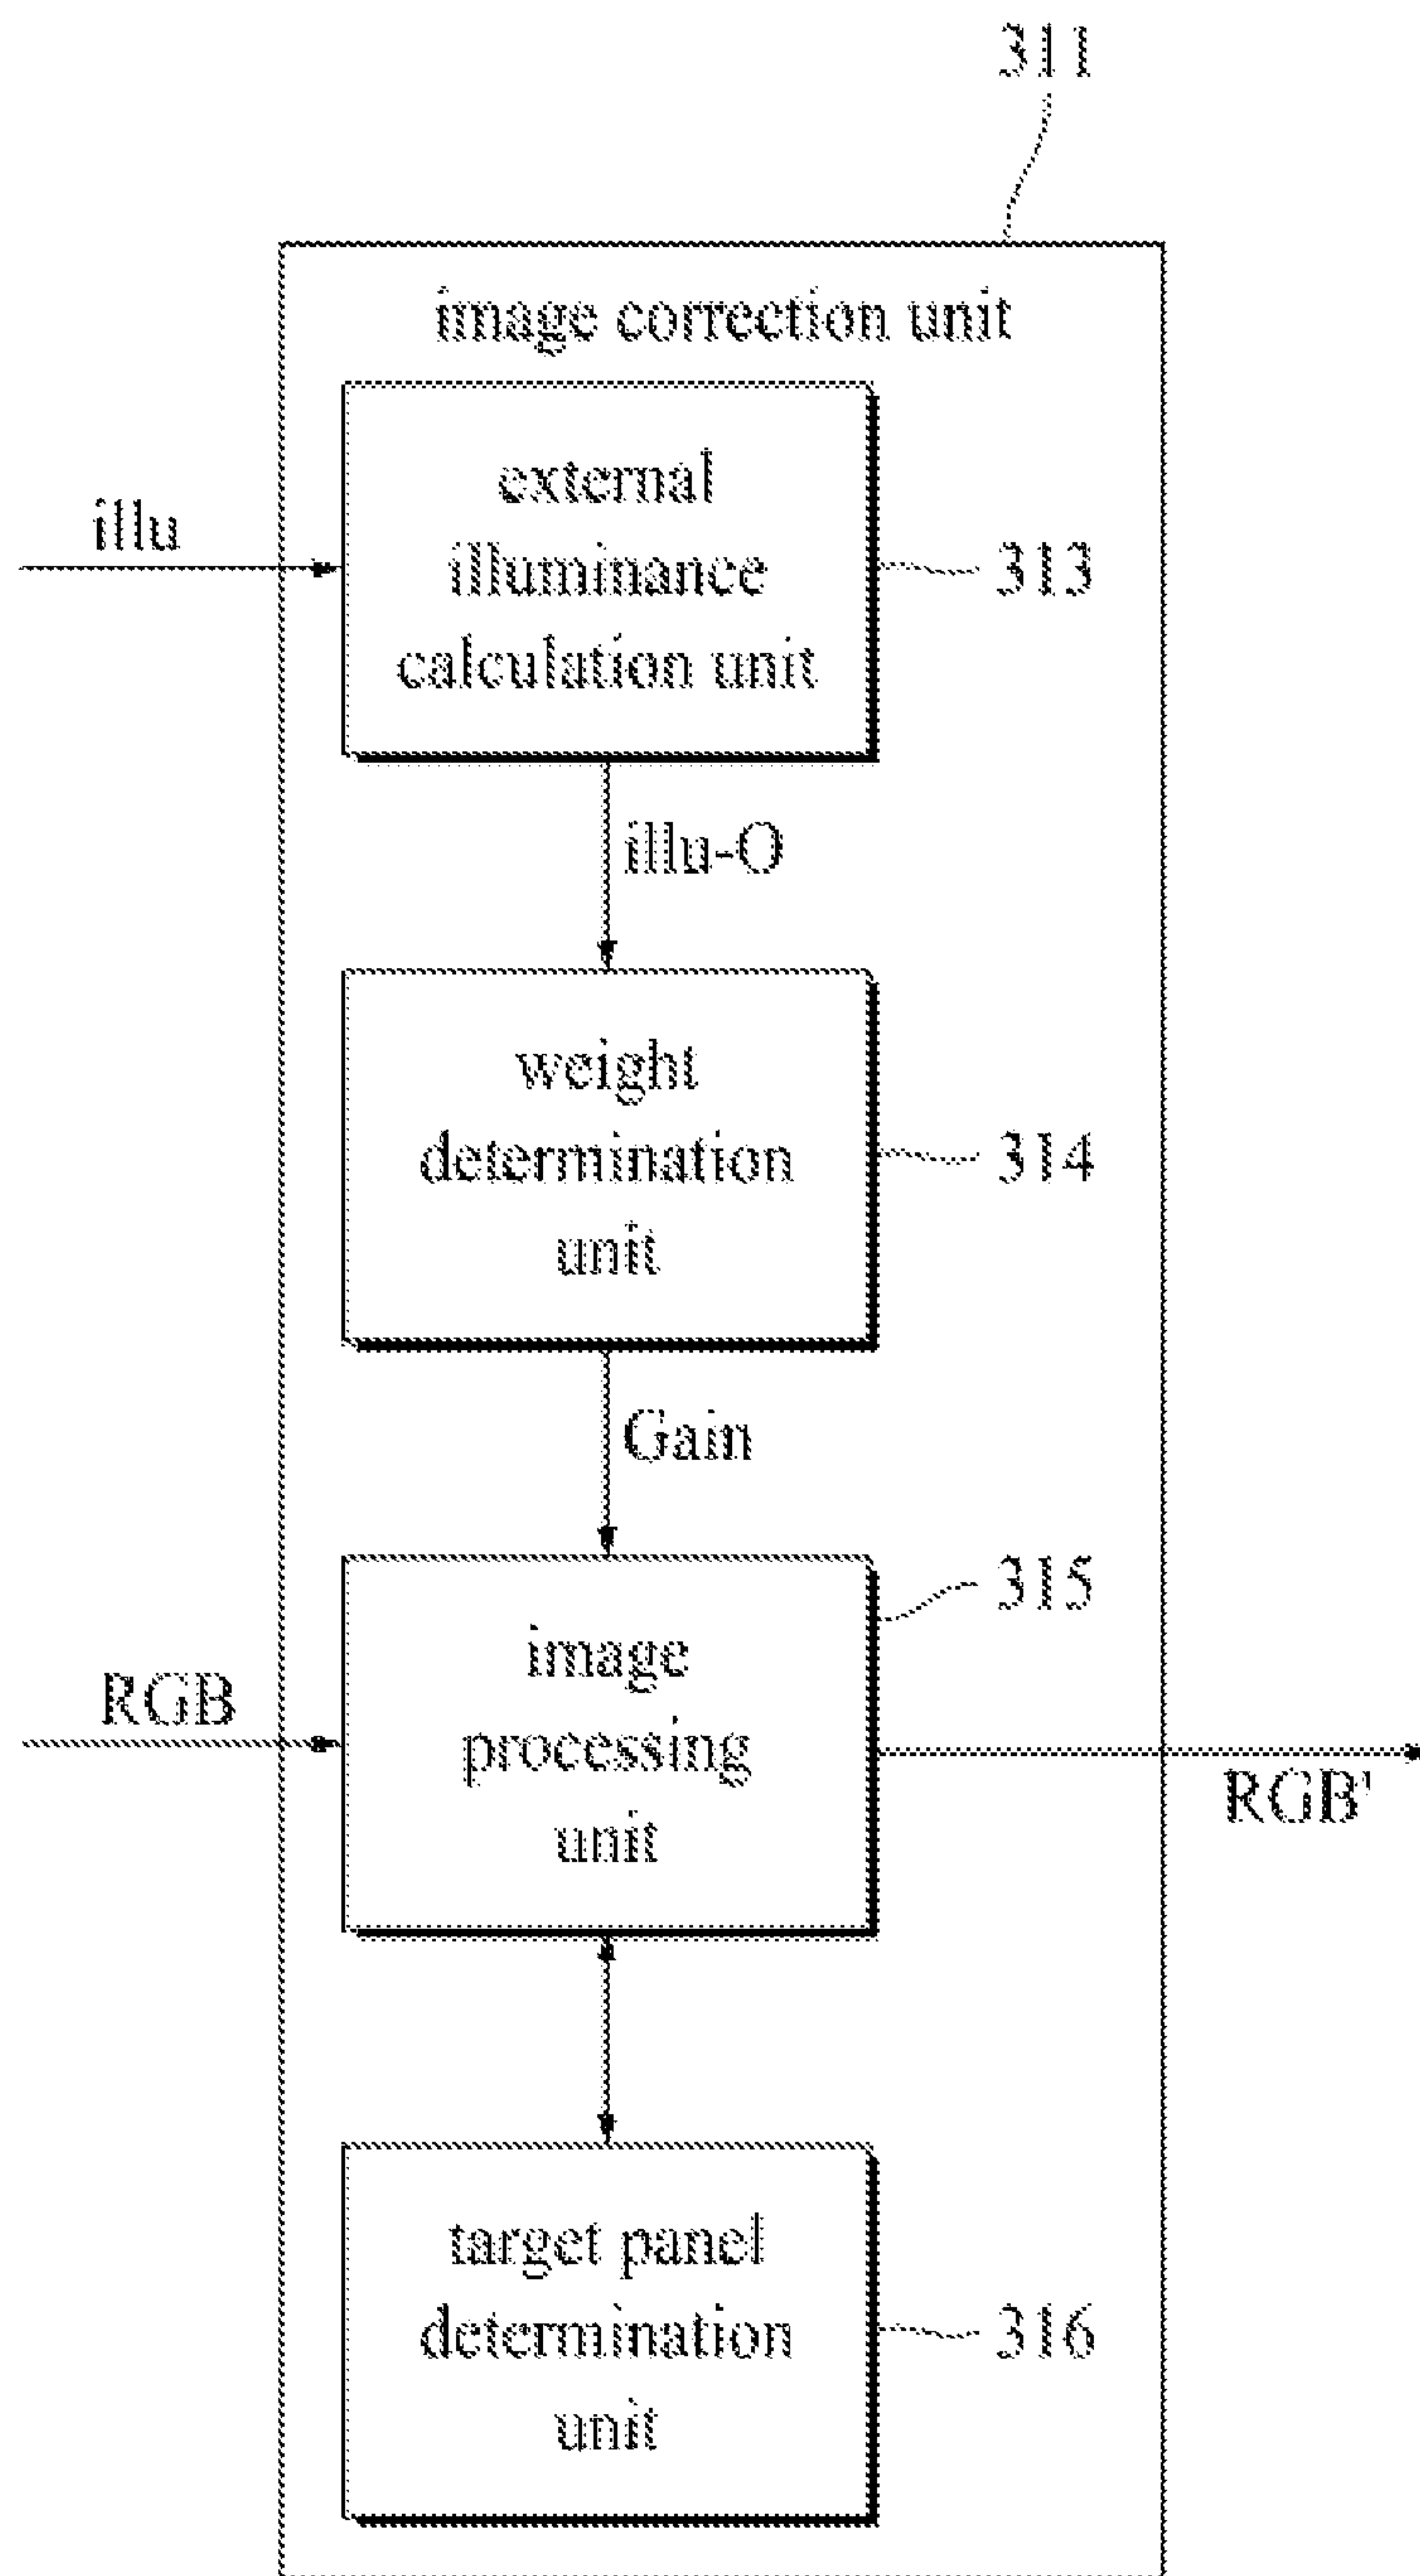 311
image correction unit
external
illuminance
calculation unit
illu
313
illu-O
weight
determination
unit
314
Gain
315
image
processing
unit
RGB
RGB'
target panel
determination
unit
316